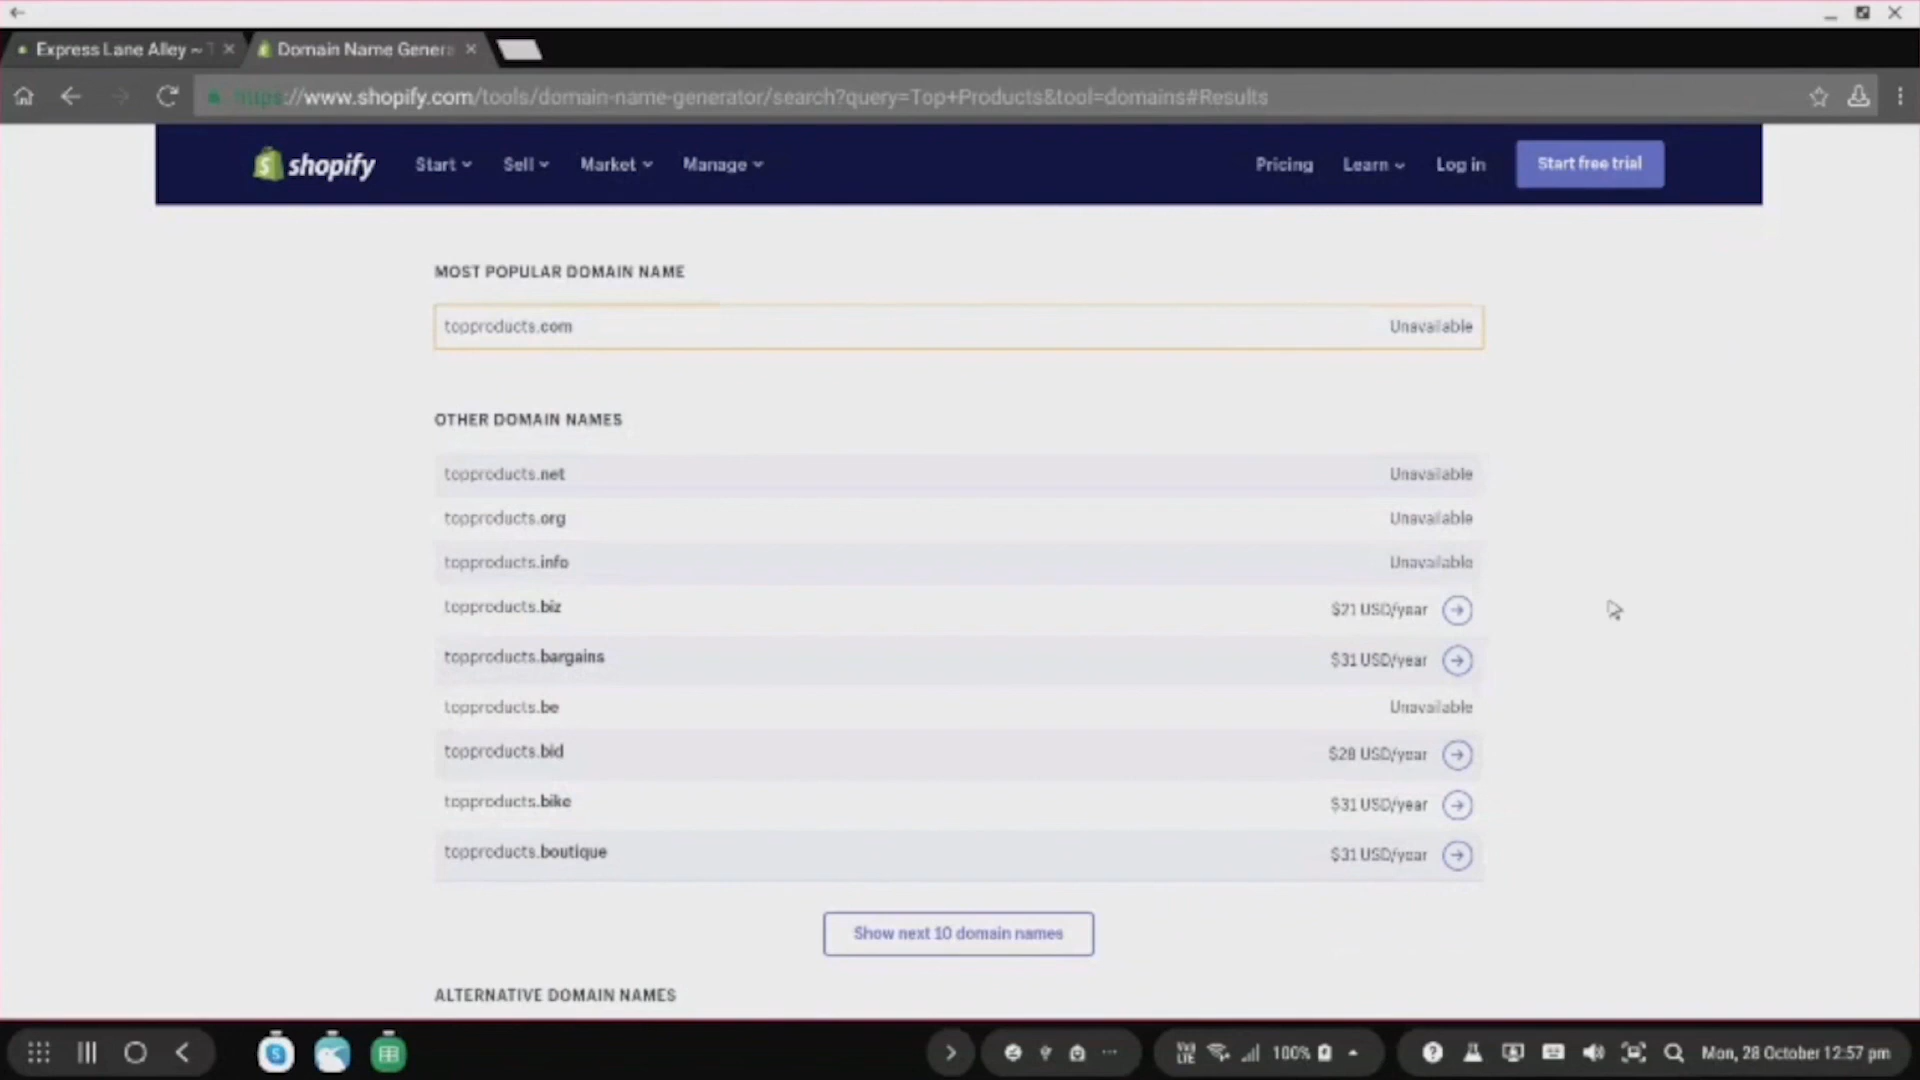 Express Lane Alley ~ T
Domain Name Genera
https://www.shopify.com/tools/domain-name-generator/search?query=Top+Products&tool=domains#Results
shopify
Start
Sell
Market
Manage
Pricing
Learn
Log in
Start free trial
MOST POPULAR DOMAIN NAME
topproducts.com
Unavailable
OTHER DOMAIN NAMES
topproducts.net
Unavailable
topproducts.org
Unavailable
topproducts.info
Unavailable
topproducts.biz
$21 USD/year
topproducts.bargains
$31 USD/year
topproducts.be
Unavailable
topproducts.bid
$28 USD/year
topproducts.bike
$31 USD/year
topproducts.boutique
$31 USD/year
Show next 10 domain names
ALTERNATIVE DOMAIN NAMES
LTE
100%
Mon, 28 October 12:57 pm